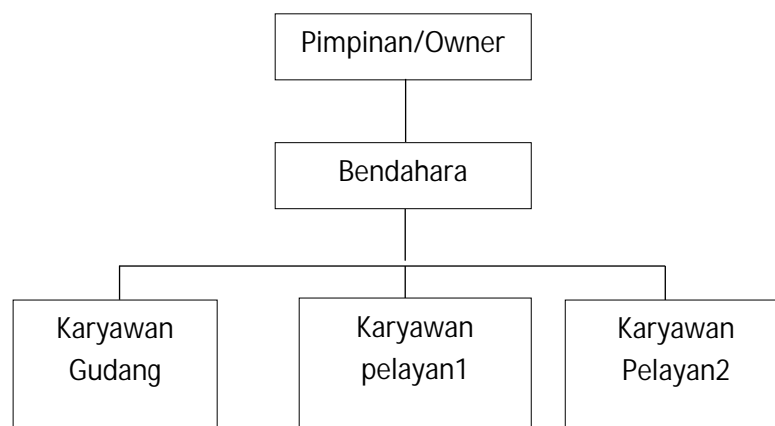 Pimpinan/Owner
Bendahara
Karyawan
Gudang
Karyawan
pelayan1
Karyawan
Pelayan2